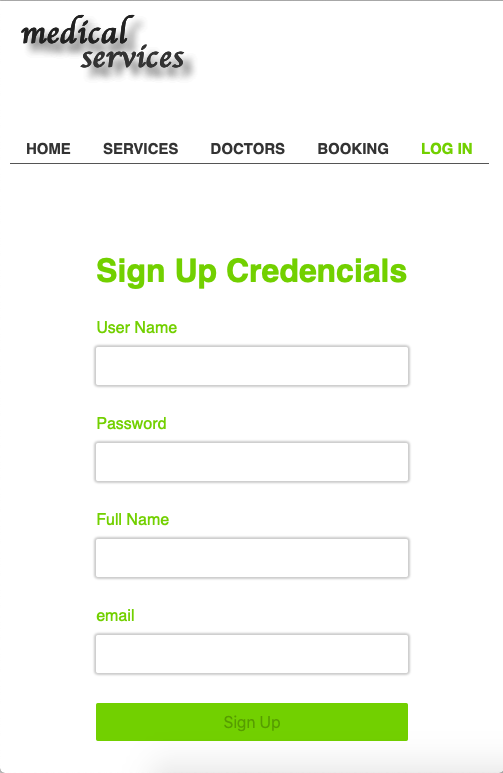 medical
services
HOME SERVICES DOCTORS BOOKING LOG IN
Sign Up Credencials
User Name
Password
Full Name
email
Sign Up